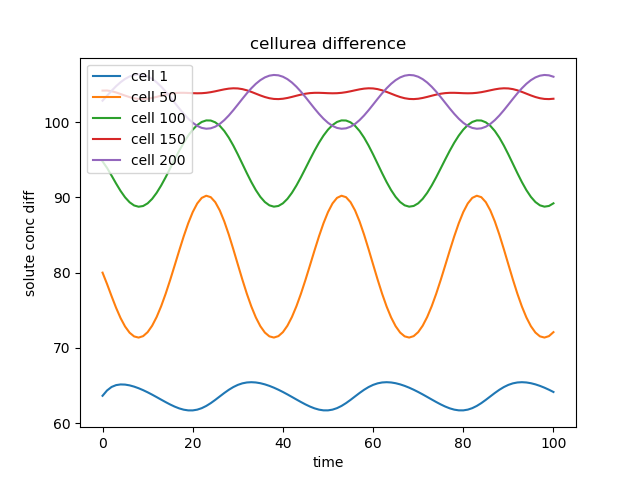 cellurea difference
cell 1
cell 50
cell 100
cell 150
cell 200
solute conc diff
100
90
80
70
60
0 20 40 60 80 100
time